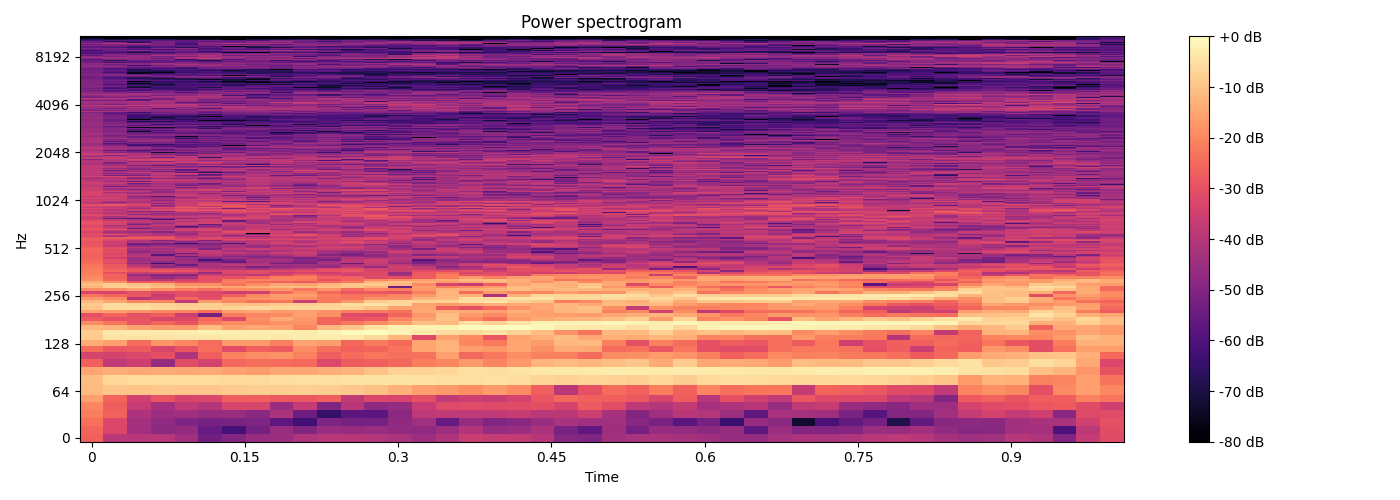 Power spectrogram
8192
4096
2048
1024
512
256
128
64
0
Hz
0
0.15
0.3
0.45
0.6
0.75
0.9
Time
+0 dB
-10 dB
-20 dB
-30 dB
-40 dB
-50 dB
-60 dB
-70 dB
-80 dB